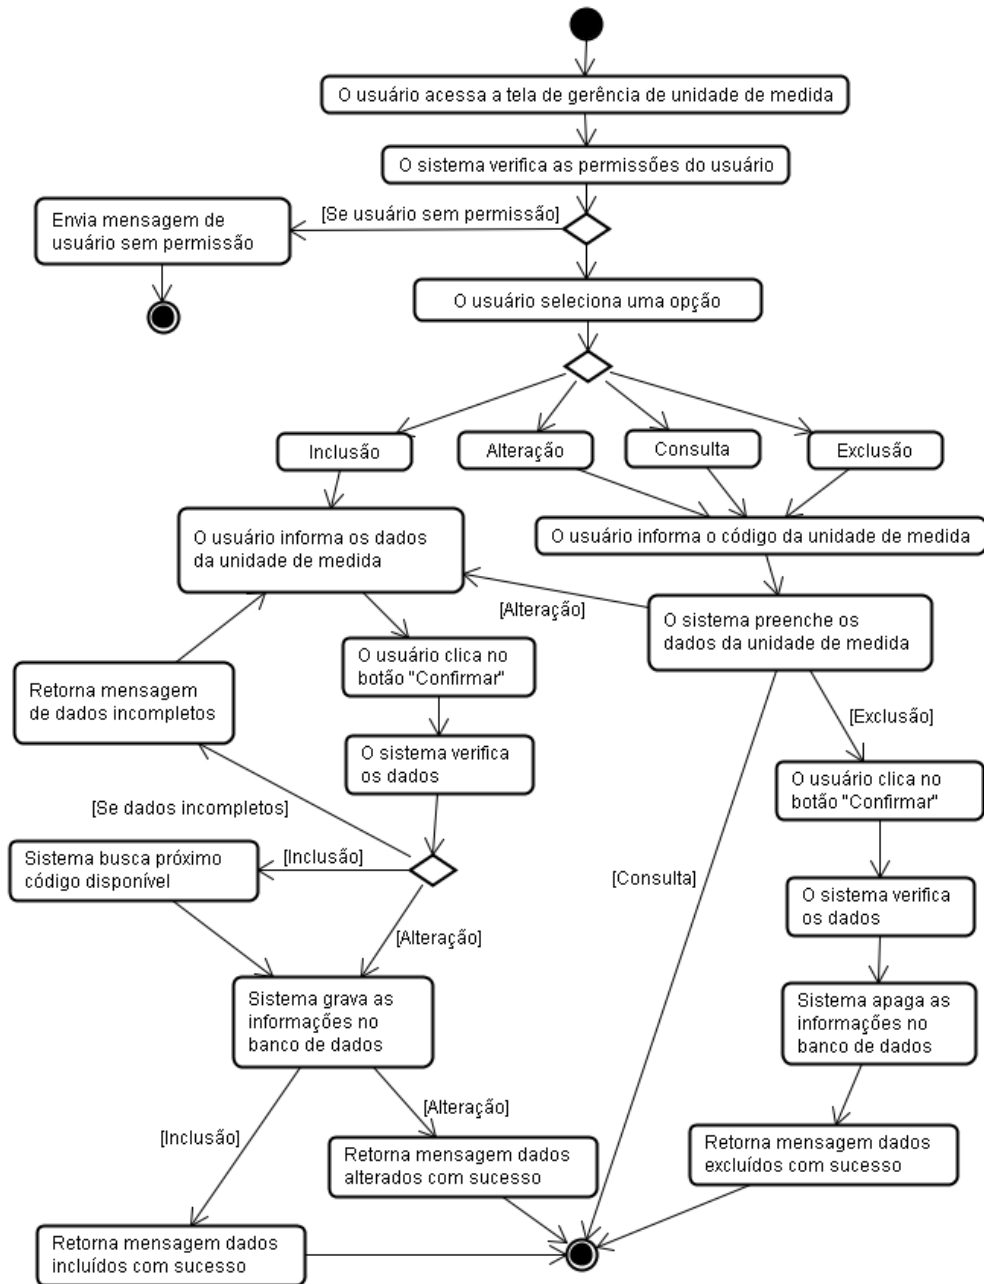 O usuário acessa a tela de gerência de unidade de medida
O sistema verifica as permissões do usuário
[Se usuário sem permissão]
Envia mensagem de
usuário sem permissão
O usuário seleciona uma opção
Inclusão
Alteração
Consulta
Exclusão
O usuário informa os dados
da unidade de medida
O usuário informa o código da unidade de medida
[Alteração]
O sistema preenche os
dados da unidade de medida
O usuário clica no
botão "Confirmar"
Retorna mensagem
de dados incompletos
[Exclusão]
O sistema verifica
os dados
O usuário clica no
botão "Confirmar"
[Se dados incompletos]
Sistema busca próximo
código disponível
[Inclusão]
[Consulta]
O sistema verifica
os dados
[Alteração]
Sistema grava as
informações no
banco de dados
Sistema apaga as
informações no
banco de dados
[Inclusão]
[Alteração]
Retorna mensagem dados
alterados com sucesso
Retorna mensagem dados
excluídos com sucesso
Retorna mensagem dados
incluídos com sucesso